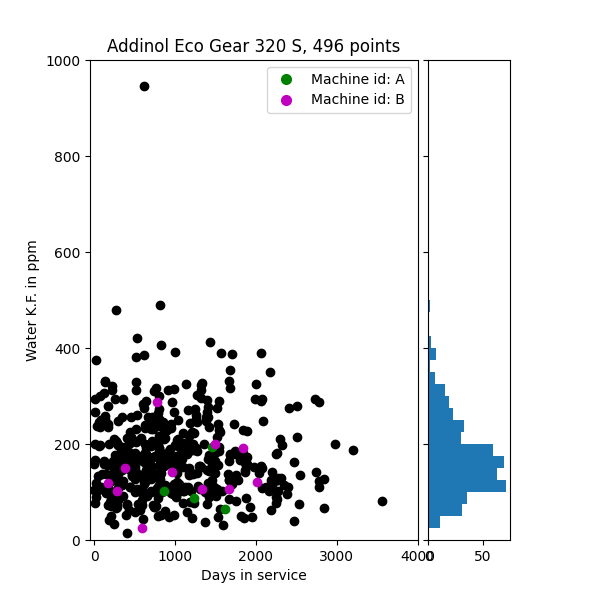 Addinol Eco Gear 320 S, 496 points
Machine id: A
Machine id: B
Water K.F. in ppm
1000
800
600
400
200
0
0 1000 2000 3000 4000
0 50
Days in service